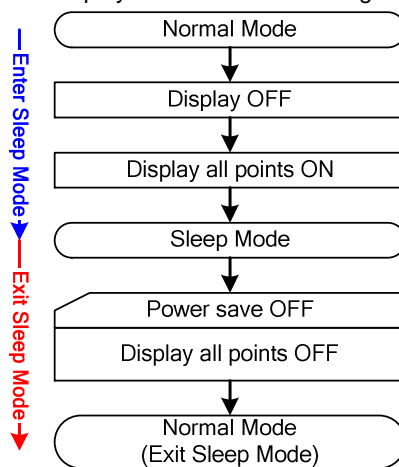 Normal Mode
Display OFF
Display all points ON
Sleep Mode
Power save OFF
Display all points OFF
Normal Mode
(Exit Sleep Mode)
Enter Sleep Mode
Exit Sleep Mode